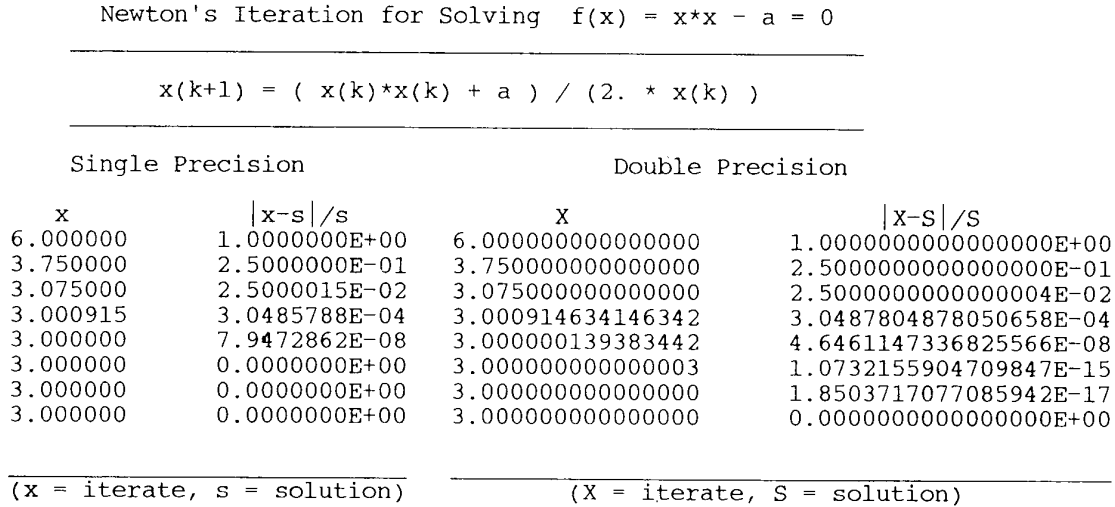 Newton's Iteration for Solving f(x) = x*x - a = 0
x(k+1) = ( x(k)*x(k) + a ) / (2. * x(k) )
Single Precision Double Precision
x |x-s|/s X |X-S|/S
6.000000 1.0000000E+00 6.000000000000000 1.0000000000000000E+00
3.750000 2.5000000E-01 3.750000000000000 2.5000000000000000E-01
3.075000 2.5000015E-02 3.075000000000000 2.5000000000000004E-02
3.000915 3.0485788E-04 3.000914634146342 3.0487804878050658E-04
3.000000 7.9472862E-08 3.000000139383442 4.6461147336825566E-08
3.000000 0.0000000E+00 3.000000000000003 1.0732155904709847E-15
3.000000 0.0000000E+00 3.000000000000000 1.8503717077085942E-17
3.000000 0.0000000E+00 3.000000000000000 0.0000000000000000E+00
(x = iterate, s = solution) (X = iterate, S = solution)